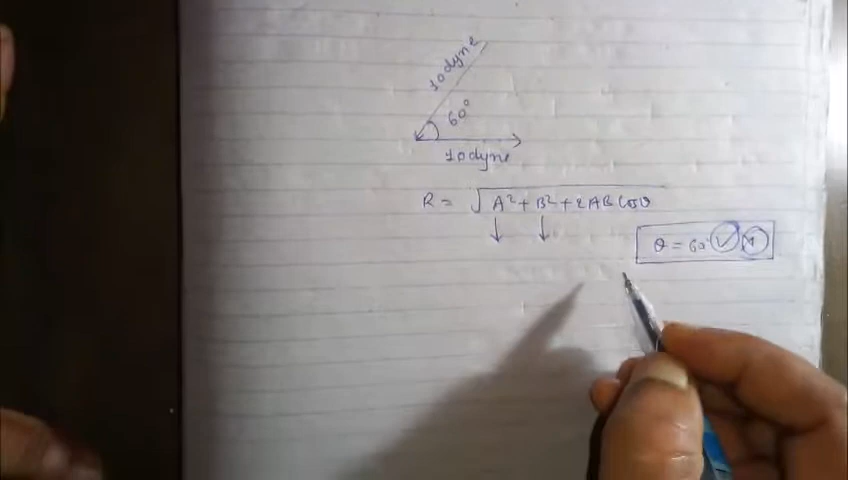 10 dyne
60°
10 dyne
R = √A² + B² + 2AB Cosθ
θ = 60° ✓